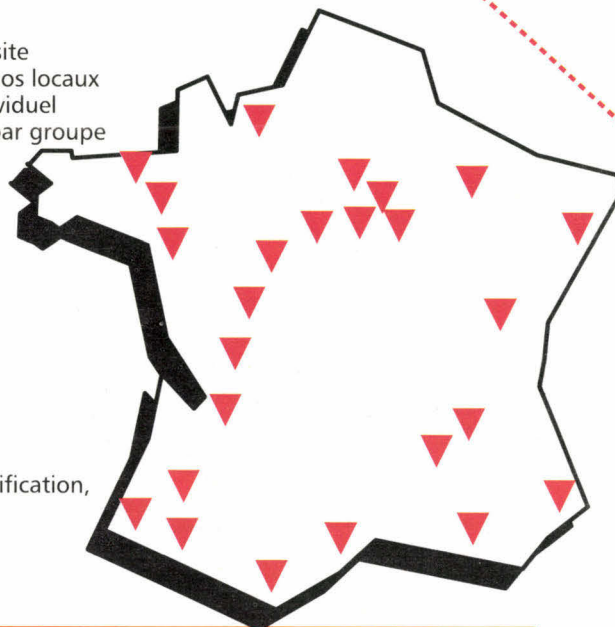 site
os locaux
viduel
par groupe
ification,